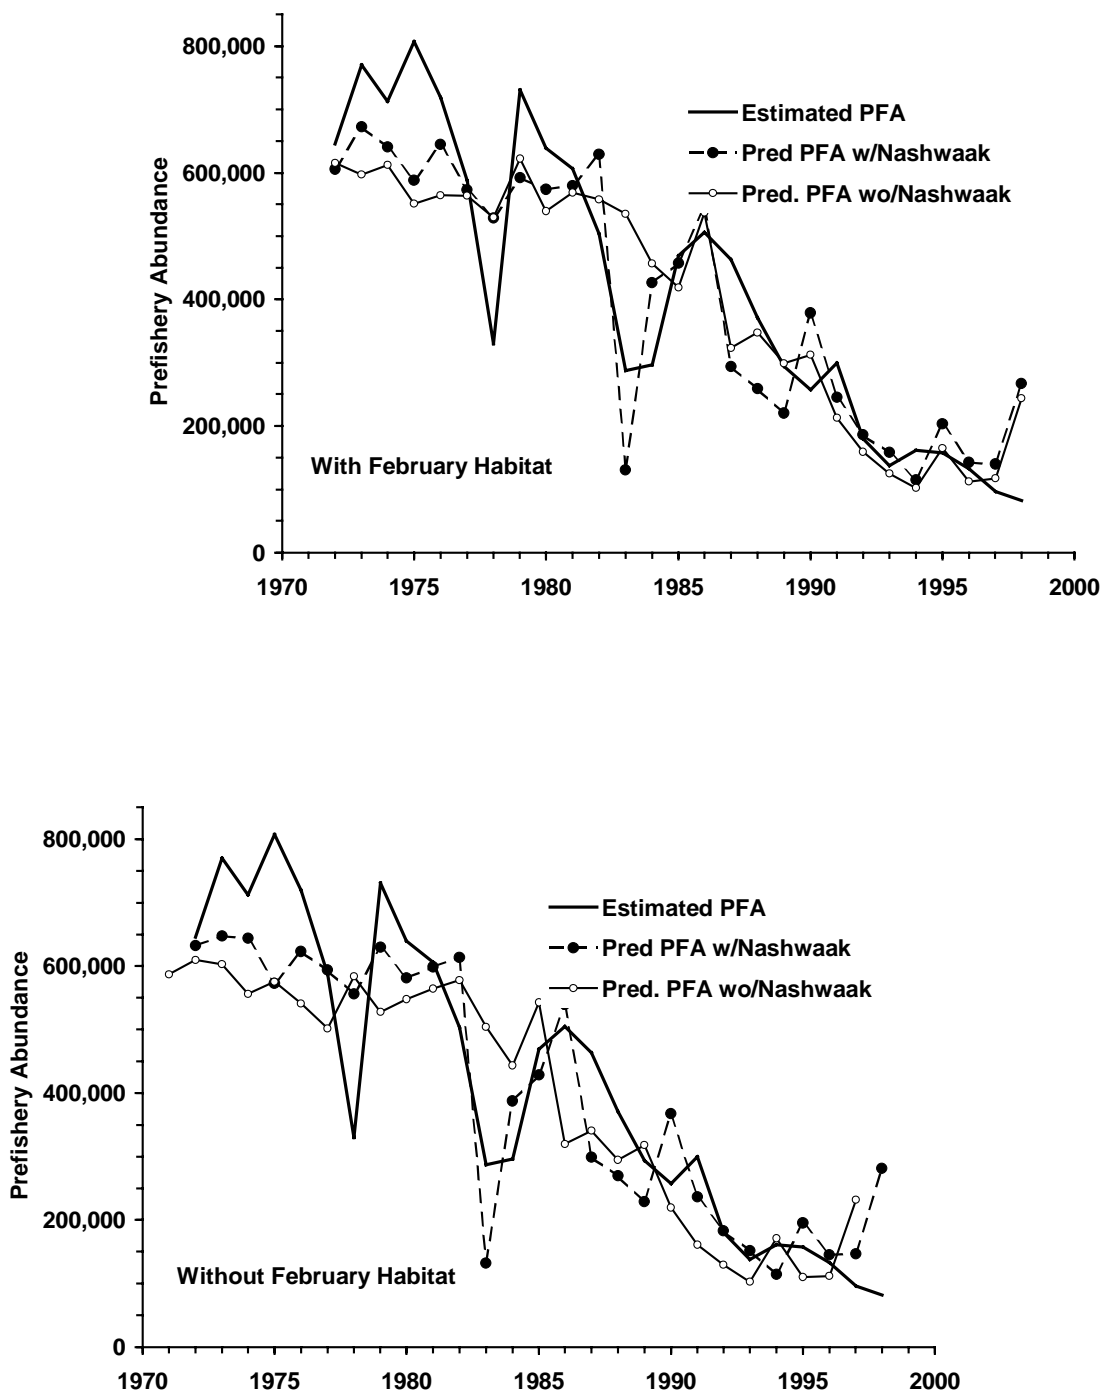 800,000
600,000
400,000
200,000
0
Prefishery Abundance
Estimated PFA
Pred PFA w/Nashwaak
Pred. PFA wo/Nashwaak
With February Habitat
1970 1975 1980 1985 1990 1995 2000
800,000
600,000
400,000
200,000
0
Prefishery Abundance
Estimated PFA
Pred PFA w/Nashwaak
Pred. PFA wo/Nashwaak
Without February Habitat
1970 1975 1980 1985 1990 1995 2000